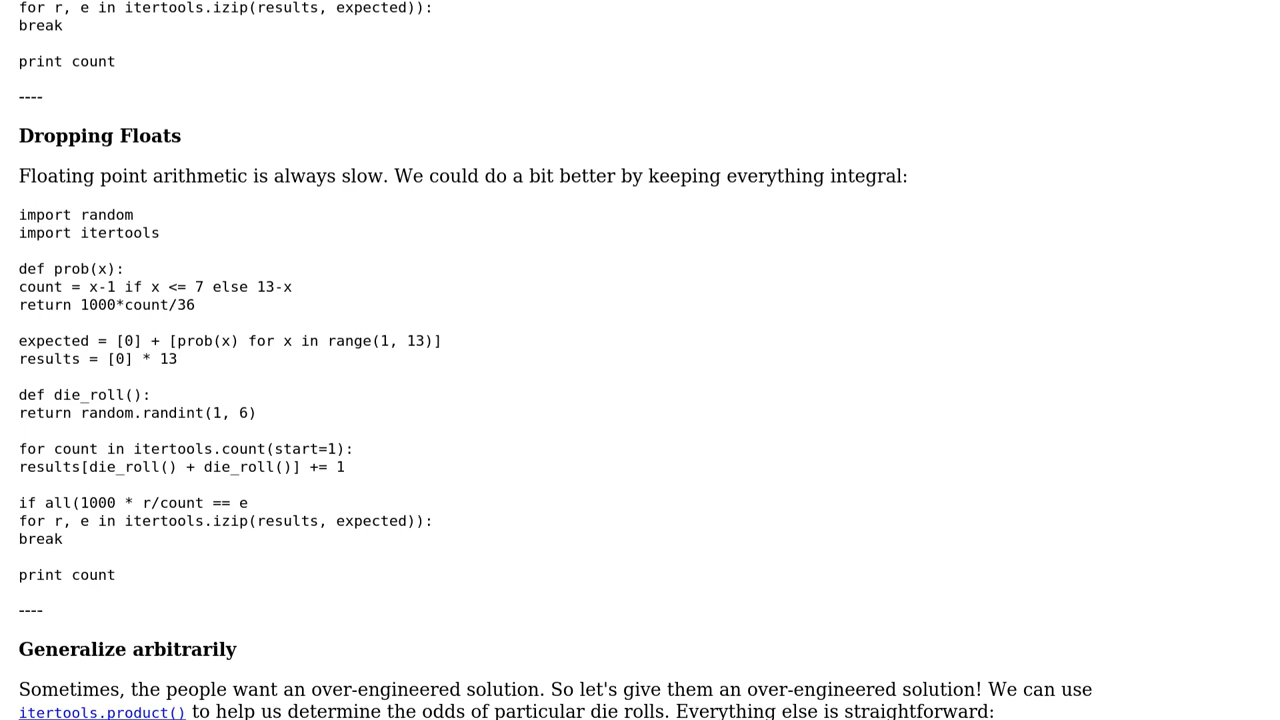 for r, e in itertools.izip(results, expected)):
break
print count
----
Dropping Floats
Floating point arithmetic is always slow. We could do a bit better by keeping everything integral:
import random
import itertools
def prob(x):
count = x-1 if x <= 7 else 13-x
return 1000*count/36
expected = [0] + [prob(x) for x in range(1, 13)]
results = [0] * 13
def die_roll():
return random.randint(1, 6)
for count in itertools.count(start=1):
results[die_roll() + die_roll()] += 1
if all(1000 * r/count == e
for r, e in itertools.izip(results, expected)):
break
print count
----
Generalize arbitrarily
Sometimes, the people want an over-engineered solution. So let's give them an over-engineered solution! We can use
itertools.product() to help us determine the odds of particular die rolls. Everything else is straightforward: